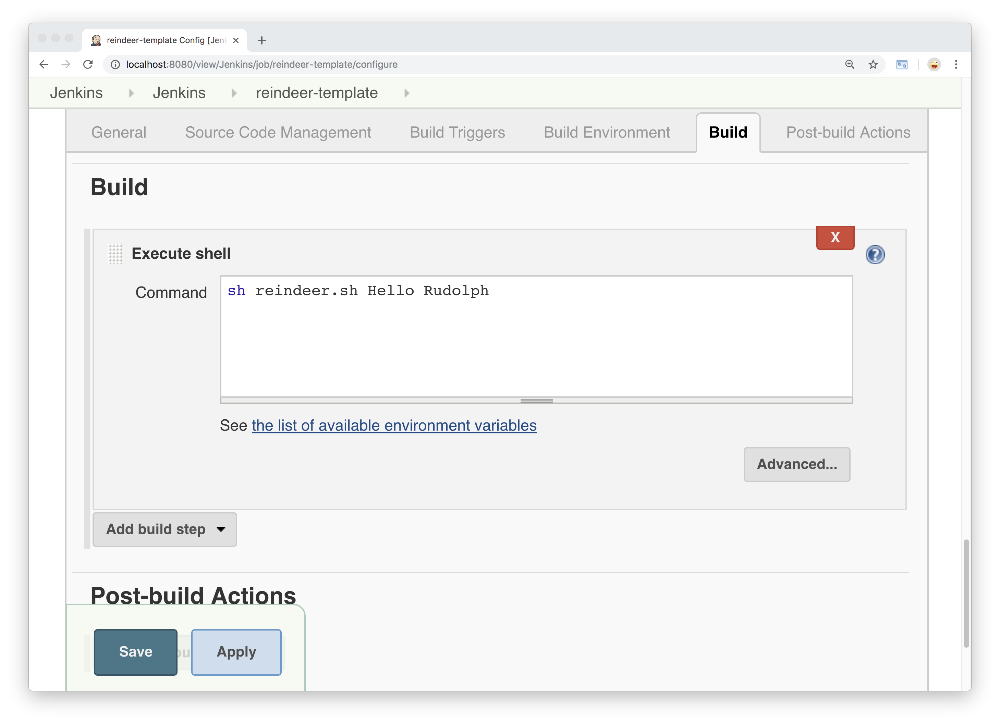 reindeer-template Config [Jen
localhost:8080/view/Jenkins/job/reindeer-template/configure
Jenkins Jenkins reindeer-template
General Source Code Management Build Triggers Build Environment Build Post-build Actions
Build
X
Execute shell
Command sh reindeer.sh Hello Rudolph
See the list of available environment variables
Advanced...
Add build step
Post-build Actions
Save Apply